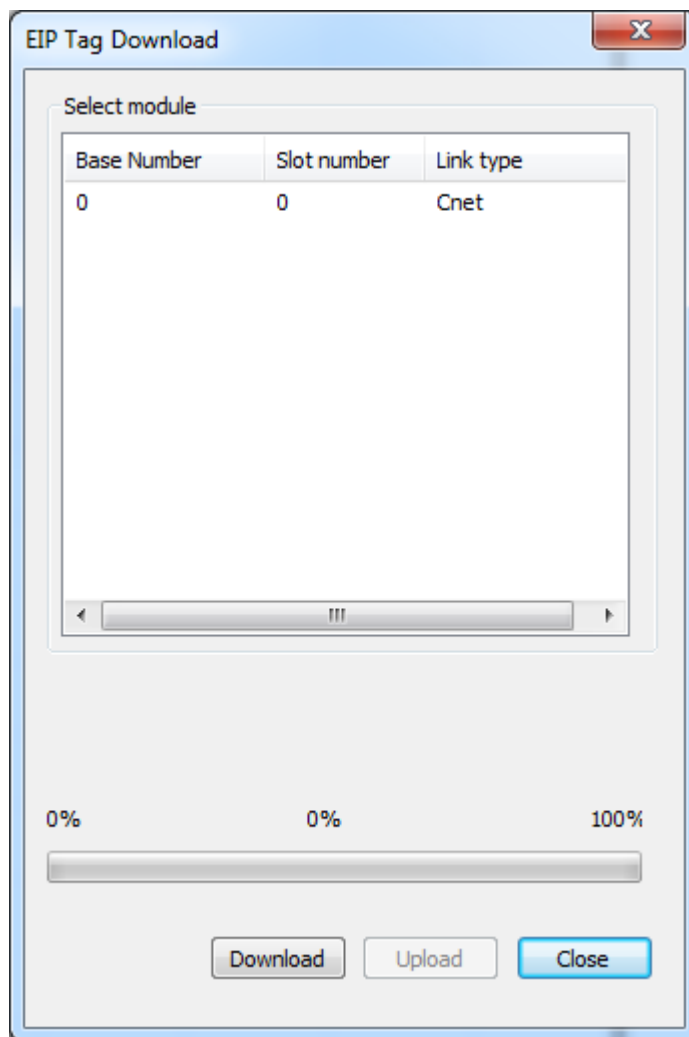 EIP Tag Download
Select module
Base Number Slot number Link type
0 0 Cnet
0% 0% 100%
Download Upload Close